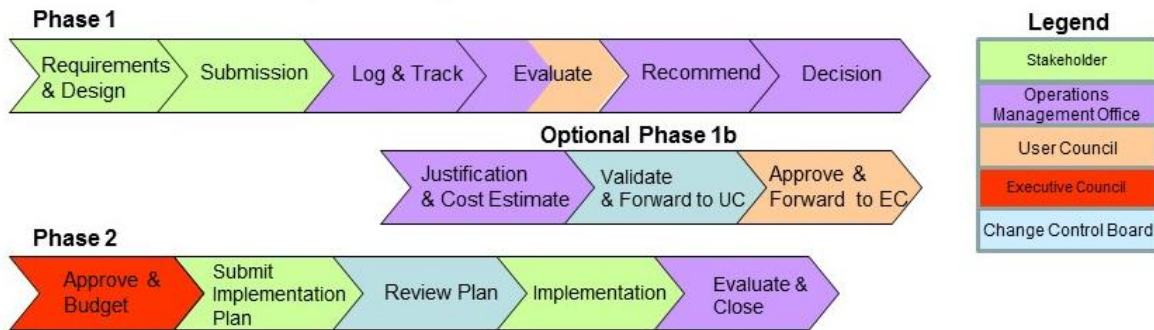 Phase 1
Requirements
& Design
Submission
Log & Track
Evaluate
Recommend
Decision
Optional Phase 1b
Justification
& Cost Estimate
Validate
& Forward to UC
Approve &
Forward to EC
Phase 2
Approve &
Budget
Submit
Implementation
Plan
Review Plan
Implementation
Evaluate &
Close
Legend
Stakeholder
Operations
Management Office
User Council
Executive Council
Change Control Board